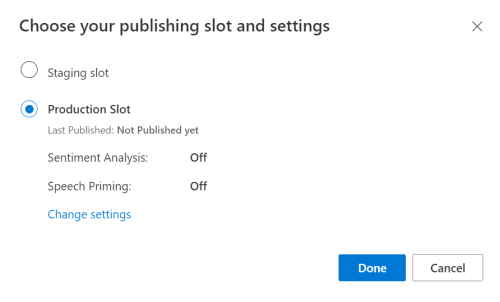 Choose your publishing slot and settings
Staging slot
Production Slot
Last Published: Not Published yet
Sentiment Analysis: Off
Speech Priming: Off
Change settings
Done Cancel